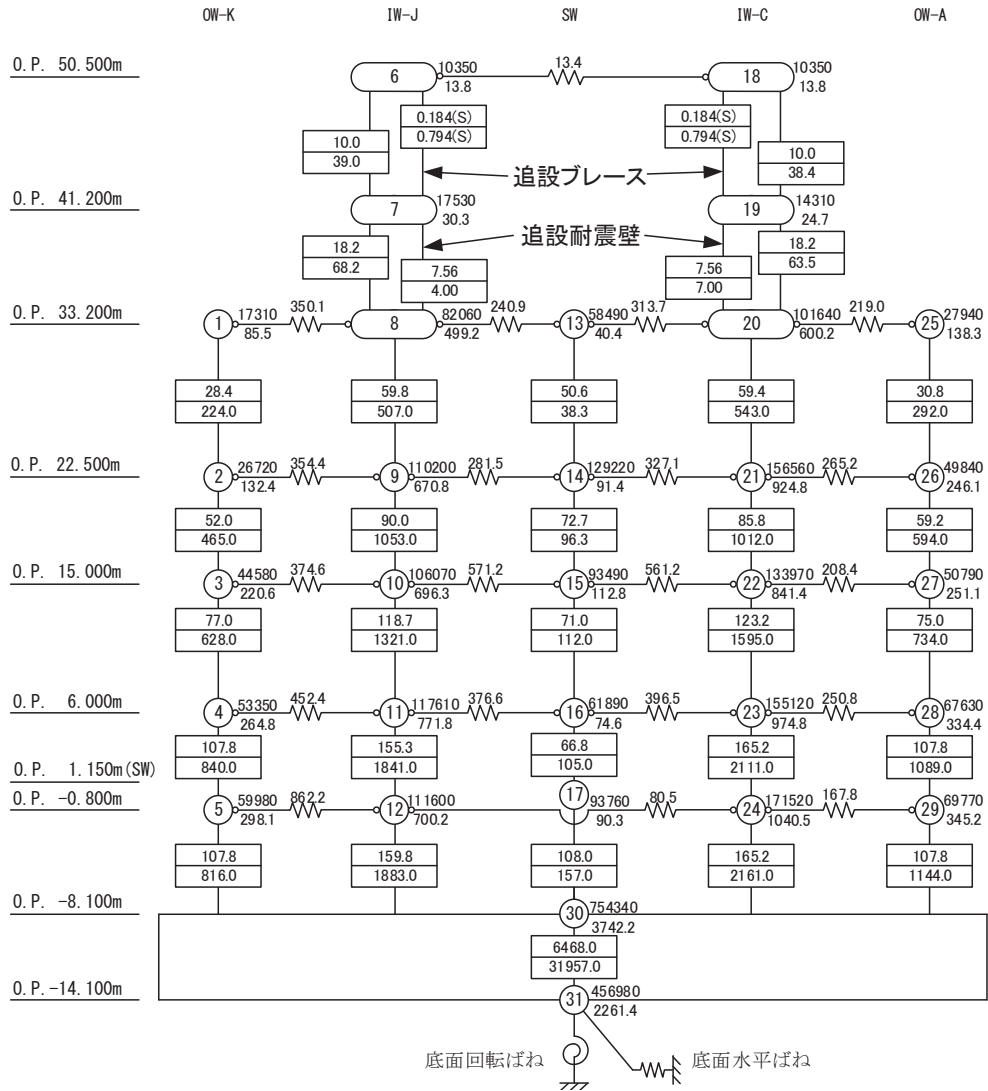 OW-K IW-J SW IW-C OW-A
O.P. 50.500m 6 10350 13.4 18 10350
13.8 13.8
0.184(S) 0.184(S)
0.794(S) 0.794(S)
10.0 10.0
39.0 38.4
追設ブレース
O.P. 41.200m 7 17530 19 14310
30.3 24.7
追設耐震壁
18.2 18.2
68.2 63.5
7.56 7.56
4.00 7.00
O.P. 33.200m 1 17310 350.1 8 82060 240.9 13 58490 313.7 20 101640 219.0 25 27940
85.5 499.2 40.4 600.2 138.3
28.4 59.8 50.6 59.4 30.8
224.0 507.0 38.3 543.0 292.0
O.P. 22.500m 2 26720 354.4 9 110200 281.5 14 129220 327.1 21 156560 265.2 26 49840
132.4 670.8 91.4 924.8 246.1
52.0 90.0 72.7 85.8 59.2
465.0 1053.0 96.3 1012.0 594.0
O.P. 15.000m 3 44580 374.6 10 106070 571.2 15 93490 561.2 22 133970 208.4 27 50790
220.6 696.3 112.8 841.4 251.1
77.0 118.7 71.0 123.2 75.0
628.0 1321.0 112.0 1595.0 734.0
O.P. 6.000m 4 53350 452.4 11 117610 376.6 16 61890 396.5 23 155120 250.8 28 67630
264.8 771.8 74.6 974.8 334.4
107.8 155.3 66.8 165.2 107.8
840.0 1841.0 105.0 2111.0 1089.0
O.P. 1.150m(SW) 17
O.P. -0.800m 5 59980 862.2 12 111600 93760 80.5 24 171520 167.8 29 69770
298.1 700.2 90.3 1040.5 345.2
107.8 159.8 108.0 165.2 107.8
816.0 1883.0 157.0 2161.0 1144.0
O.P. -8.100m 30 754340
3742.2
6468.0
31957.0
O.P.-14.100m 31 456980
2261.4
底面回転ばね 底面水平ばね